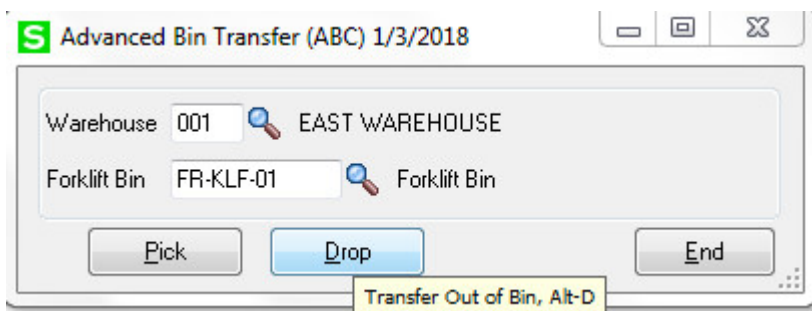 S Advanced Bin Transfer (ABC) 1/3/2018
Warehouse 001 EAST WAREHOUSE
Forklift Bin FR-KLF-01 Forklift Bin
Pick Drop End
Transfer Out of Bin, Alt-D